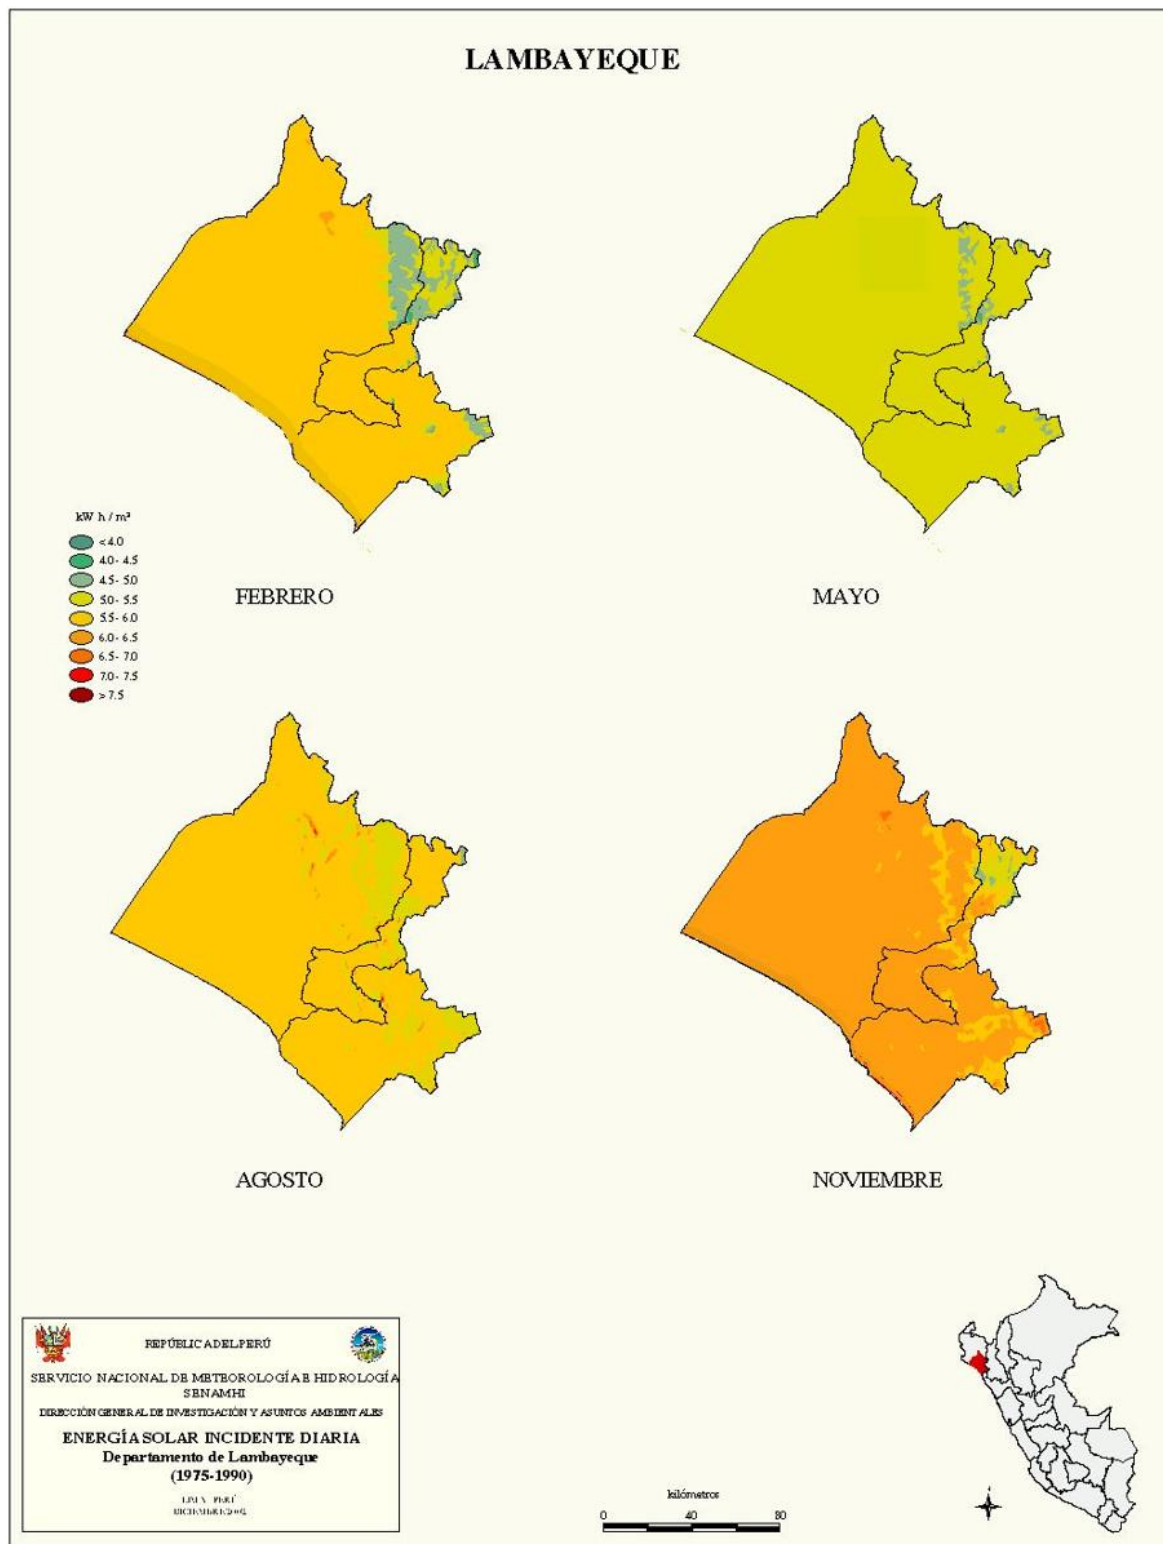 LAMBAYEQUE
kW h / m²
< 4.0
4.0 - 4.5
4.5 - 5.0
5.0 - 5.5
5.5 - 6.0
6.0 - 6.5
6.5 - 7.0
7.0 - 7.5
> 7.5
FEBRERO
MAYO
AGOSTO
NOVIEMBRE
REPÚBLICA DEL PERÚ
SERVICIO NACIONAL DE METEOROLOGÍA E HIDROLOGÍA
SENAMHI
DIRECCIÓN GENERAL DE INVESTIGACIÓN Y ASUNTOS AMBIENTALES
ENERGÍA SOLAR INCIDENTE DIARIA
Departamento de Lambayeque
(1975-1990)
LIMA - PERÚ
kilómetros
0 40 80